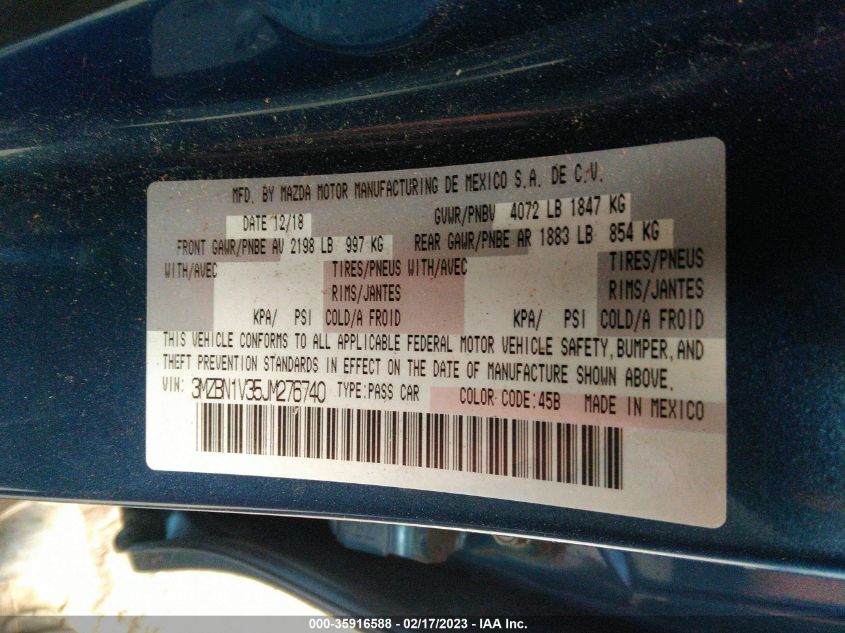 MFD. BY MAZDA MOTOR MANUFACTURING DE MEXICO S.A. DE C.V.
DATE 12/18 GVWR/PNBV 4072 LB 1847 KG
FRONT GAWR/PNBE AV 2198 LB 997 KG REAR GAWR/PNBE AR 1883 LB 854 KG
WITH/AVEC TIRES/PNEUS WITH/AVEC TIRES/PNEUS
RIMS/JANTES RIMS/JANTES
KPA/ PSI COLD/A FROID KPA/ PSI COLD/A FROID
THIS VEHICLE CONFORMS TO ALL APPLICABLE FEDERAL MOTOR VEHICLE SAFETY, BUMPER, AND
THEFT PREVENTION STANDARDS IN EFFECT ON THE DATE OF MANUFACTURE SHOWN ABOVE.
VIN: 3MZBN1V35JM276740 TYPE:PASS CAR COLOR CODE:45B MADE IN MEXICO
000-35916588 - 02/17/2023 - IAA Inc.